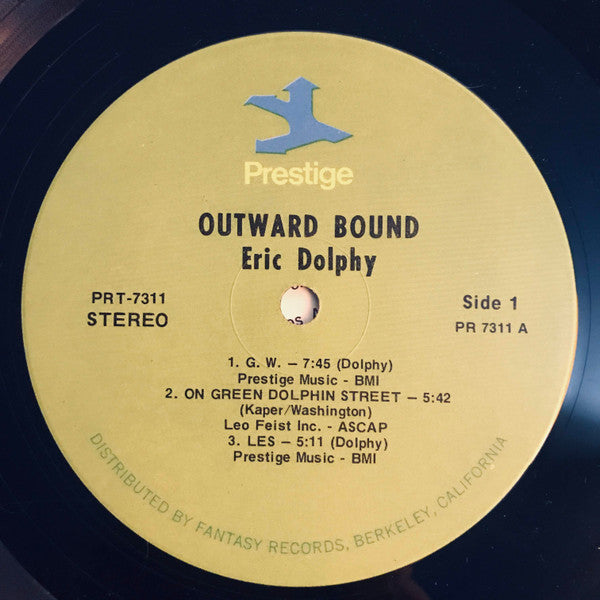 Prestige
OUTWARD BOUND
Eric Dolphy
PRT-7311
STEREO
Side 1
PR 7311 A
1. G. W. – 7:45 (Dolphy)
Prestige Music - BMI
2. ON GREEN DOLPHIN STREET – 5:42
(Kaper/Washington)
Leo Feist Inc. - ASCAP
3. LES – 5:11 (Dolphy)
Prestige Music - BMI
DISTRIBUTED BY FANTASY RECORDS, BERKELEY, CALIFORNIA